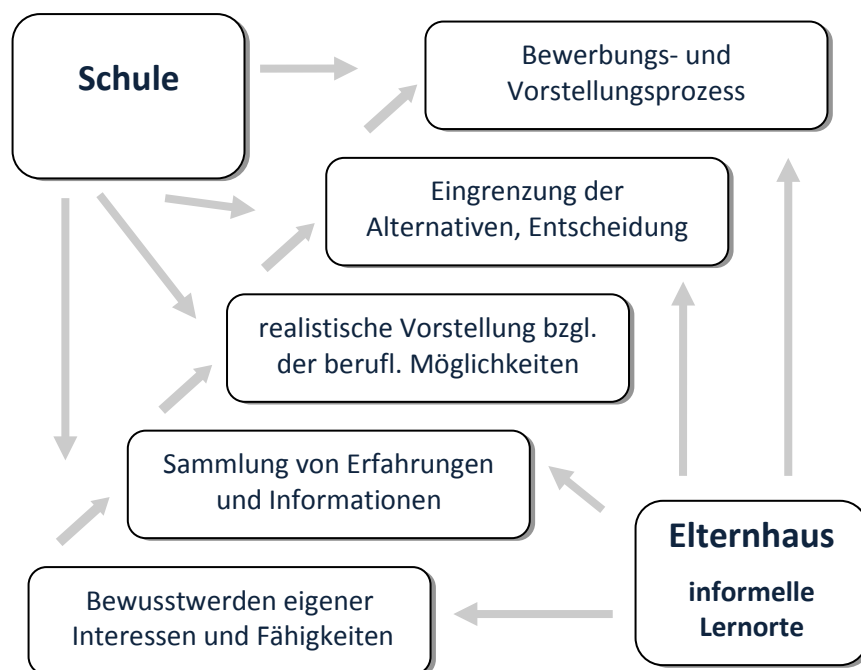 Schule
Bewerbungs- und
Vorstellungsprozess
Eingrenzung der
Alternativen, Entscheidung
realistische Vorstellung bzgl.
der berufl. Möglichkeiten
Sammlung von Erfahrungen
und Informationen
Elternhaus
informelle
Lernorte
Bewusstwerden eigener
Interessen und Fähigkeiten